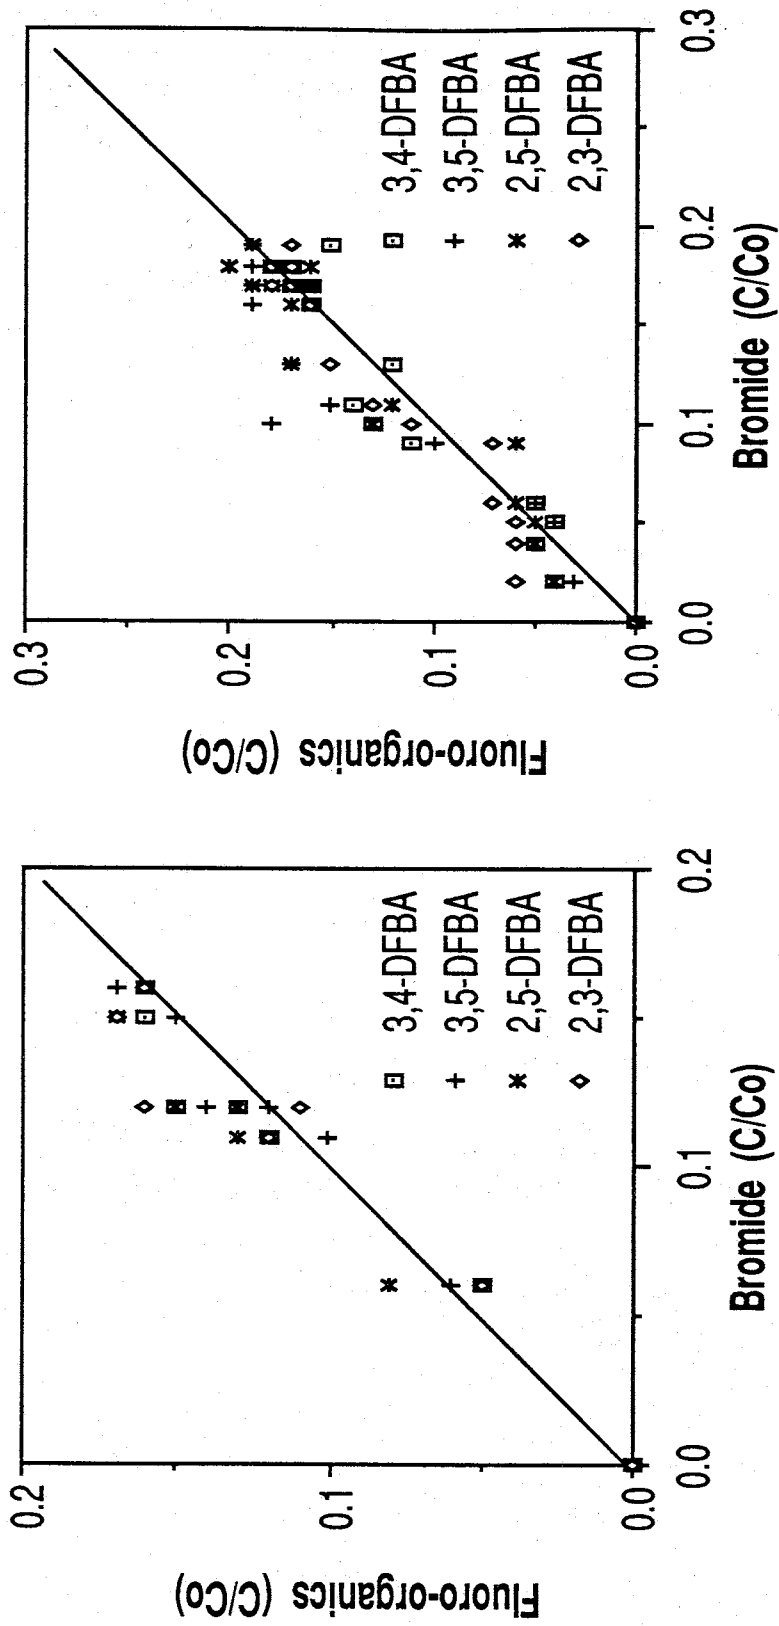 Fluoro-organics (C/Co)
0.2
0.1
0.0
3,4-DFBA
3,5-DFBA
2,5-DFBA
2,3-DFBA
0.0 0.1 0.2
Bromide (C/Co)
Fluoro-organics (C/Co)
0.3
0.2
0.1
0.0
3,4-DFBA
3,5-DFBA
2,5-DFBA
2,3-DFBA
0.0 0.1 0.2 0.3
Bromide (C/Co)